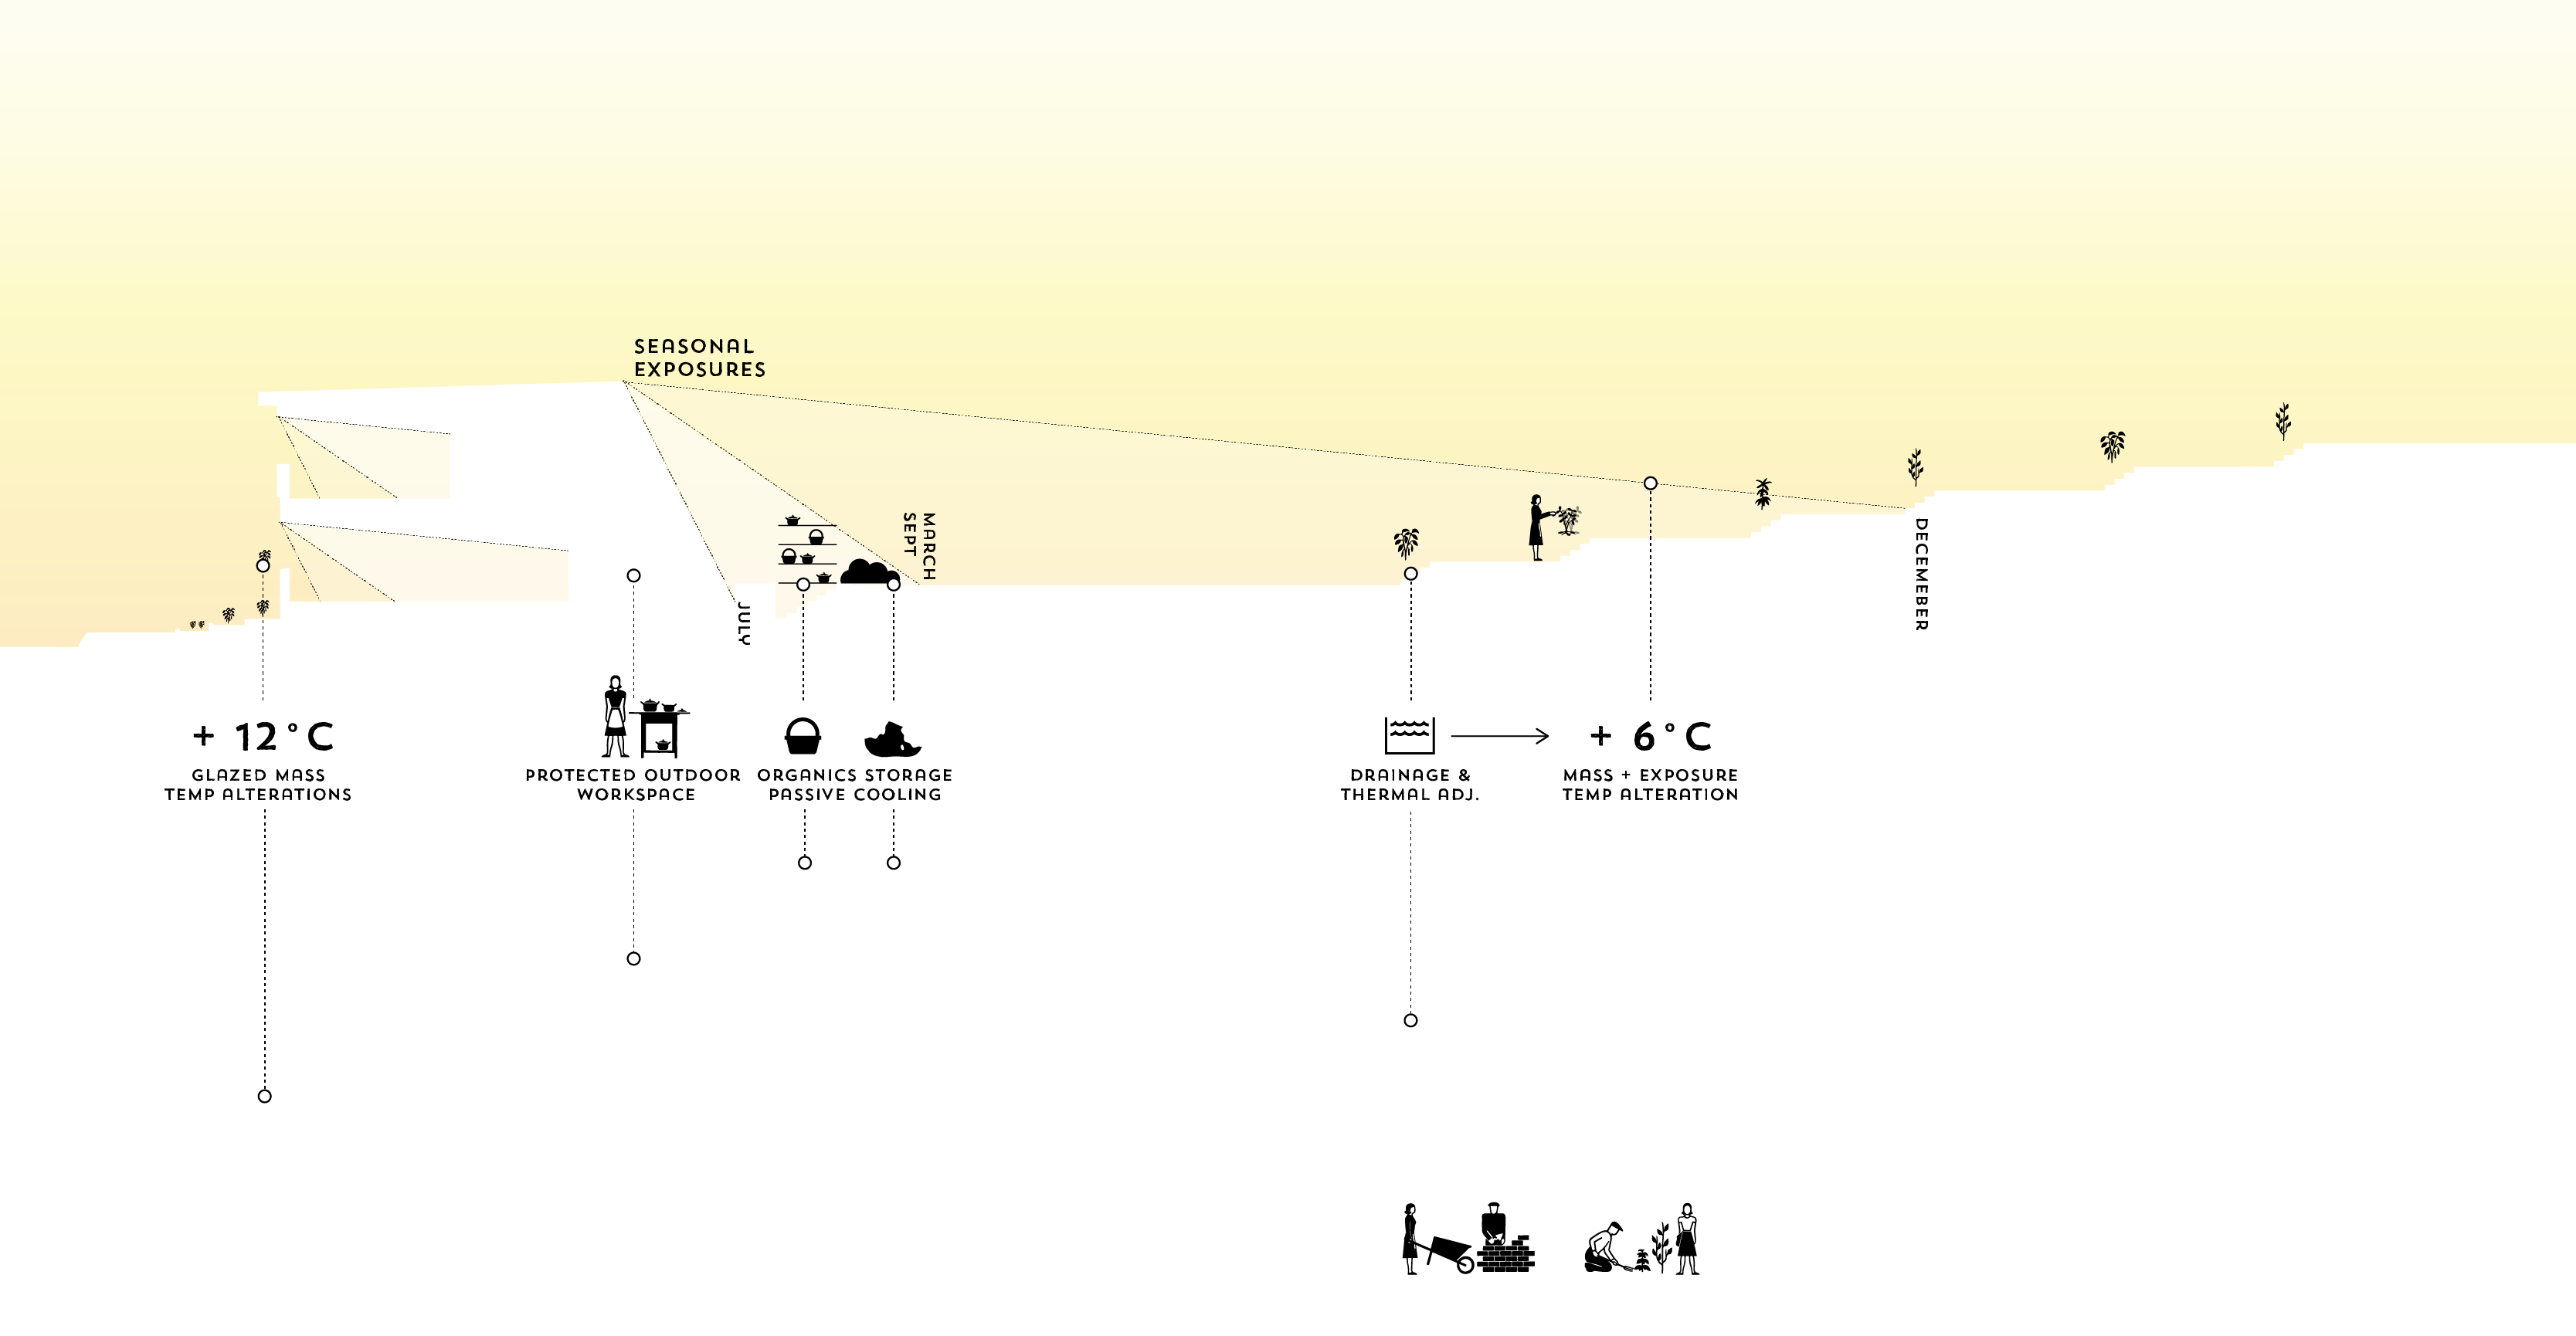 SEASONAL
EXPOSURES
MARCH
SEPT
JULY
DECEMEBER
+ 12°C
GLAZED MASS
TEMP ALTERATIONS
PROTECTED OUTDOOR
WORKSPACE
ORGANICS STORAGE
PASSIVE COOLING
DRAINAGE &
THERMAL ADJ.
+ 6°C
MASS + EXPOSURE
TEMP ALTERATION